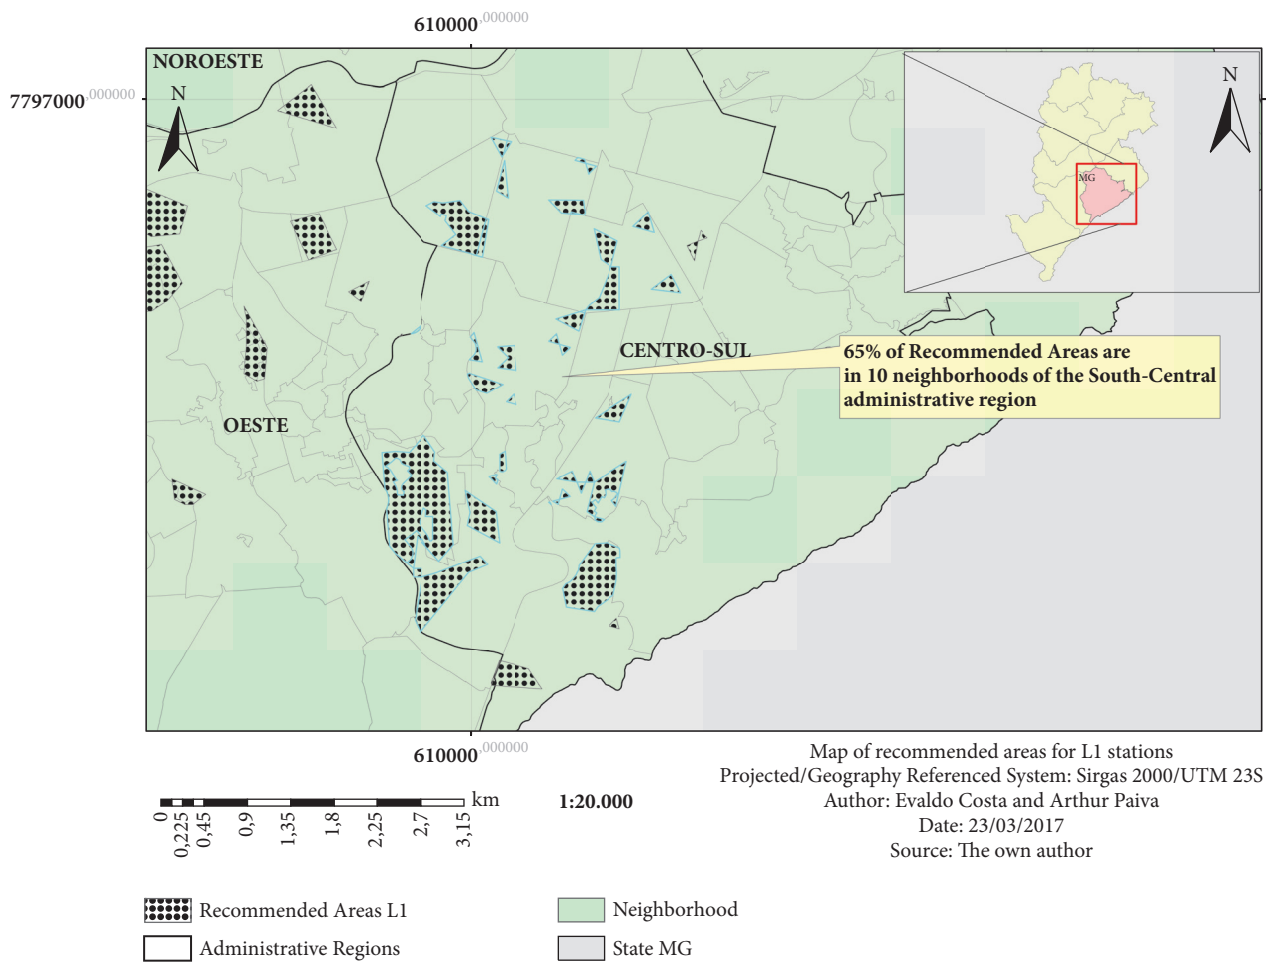 610000,000000
NOROESTE
N
7797000,000000
N
MG
CENTRO-SUL
65% of Recommended Areas are
in 10 neighborhoods of the South-Central
administrative region
OESTE
610000,000000
Map of recommended areas for L1 stations
Projected/Geography Referenced System: Sirgas 2000/UTM 23S
Author: Evaldo Costa and Arthur Paiva
Date: 23/03/2017
Source: The own author
km
1:20.000
0 0,225 0,45 0,9 1,35 1,8 2,25 2,7 3,15
Recommended Areas L1
Administrative Regions
Neighborhood
State MG